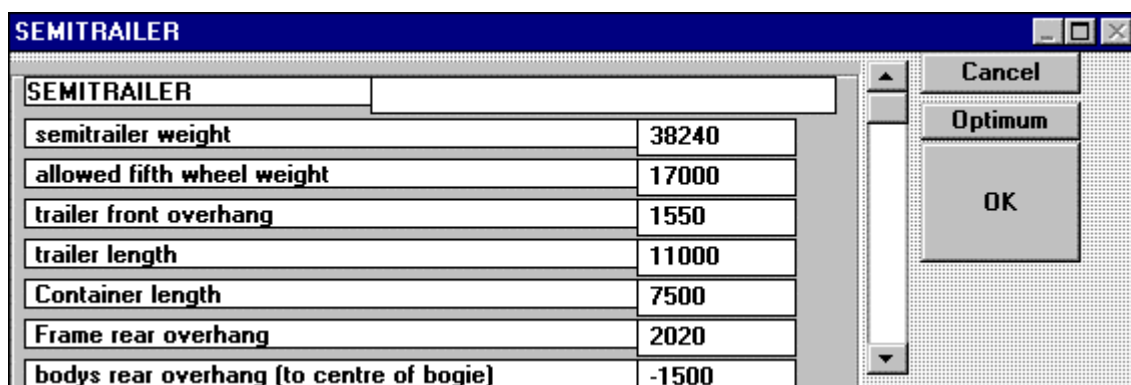 SEMITRAILER
Cancel
SEMITRAILER
Optimum
semitrailer weight 38240
allowed fifth wheel weight 17000
OK
trailer front overhang 1550
trailer length 11000
Container length 7500
Frame rear overhang 2020
bodys rear overhang (to centre of bogie) -1500